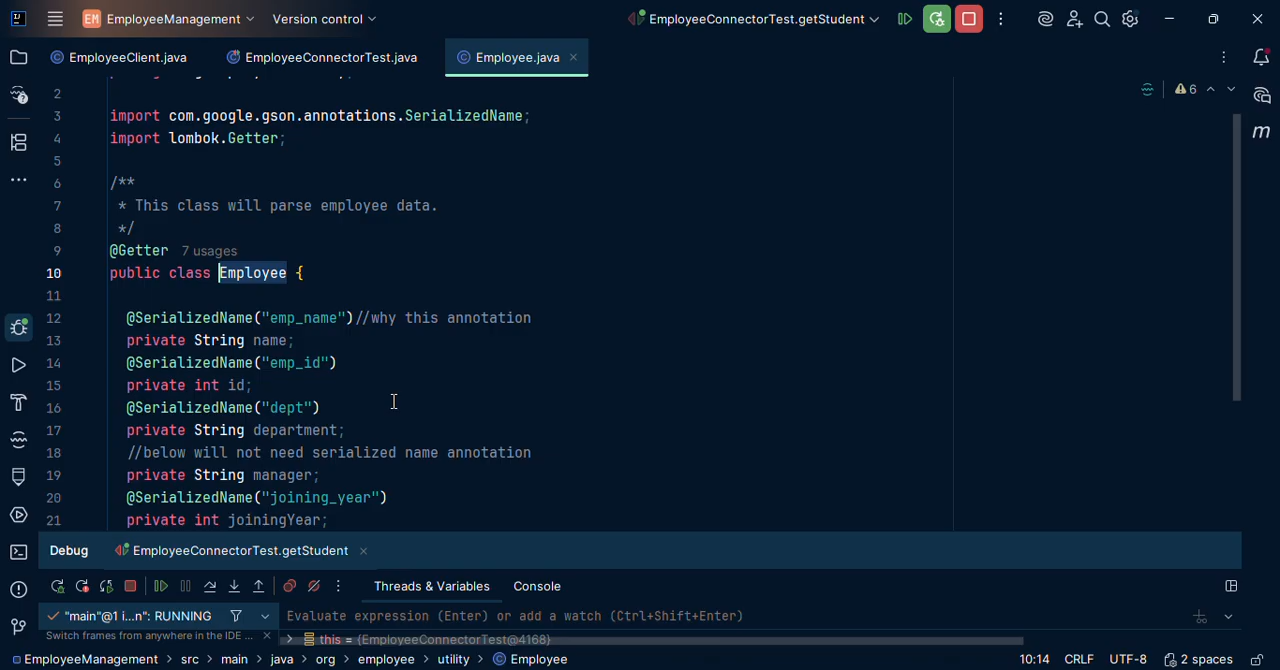 EM EmployeeManagement Version control EmployeeConnectorTest.getStudent
EmployeeClient.java EmployeeConnectorTest.java Employee.java
2
3 import com.google.gson.annotations.SerializedName; 6
4 import lombok.Getter;
5
6 /**
7 * This class will parse employee data.
8 */
9 @Getter 7 usages
10 public class Employee {
11
12 @SerializedName("emp_name")//why this annotation
13 private String name;
14 @SerializedName("emp_id")
15 private int id;
16 @SerializedName("dept")
17 private String department;
18 //below will not need serialized name annotation
19 private String manager;
20 @SerializedName("joining_year")
21 private int joiningYear;
Debug EmployeeConnectorTest.getStudent
Threads & Variables Console
"main"@1 i...n": RUNNING Evaluate expression (Enter) or add a watch (Ctrl+Shift+Enter)
Switch frames from anywhere in the IDE ... this = {EmployeeConnectorTest@4168}
EmployeeManagement > src > main > java > org > employee > utility > Employee 10:14 CRLF UTF-8 2 spaces